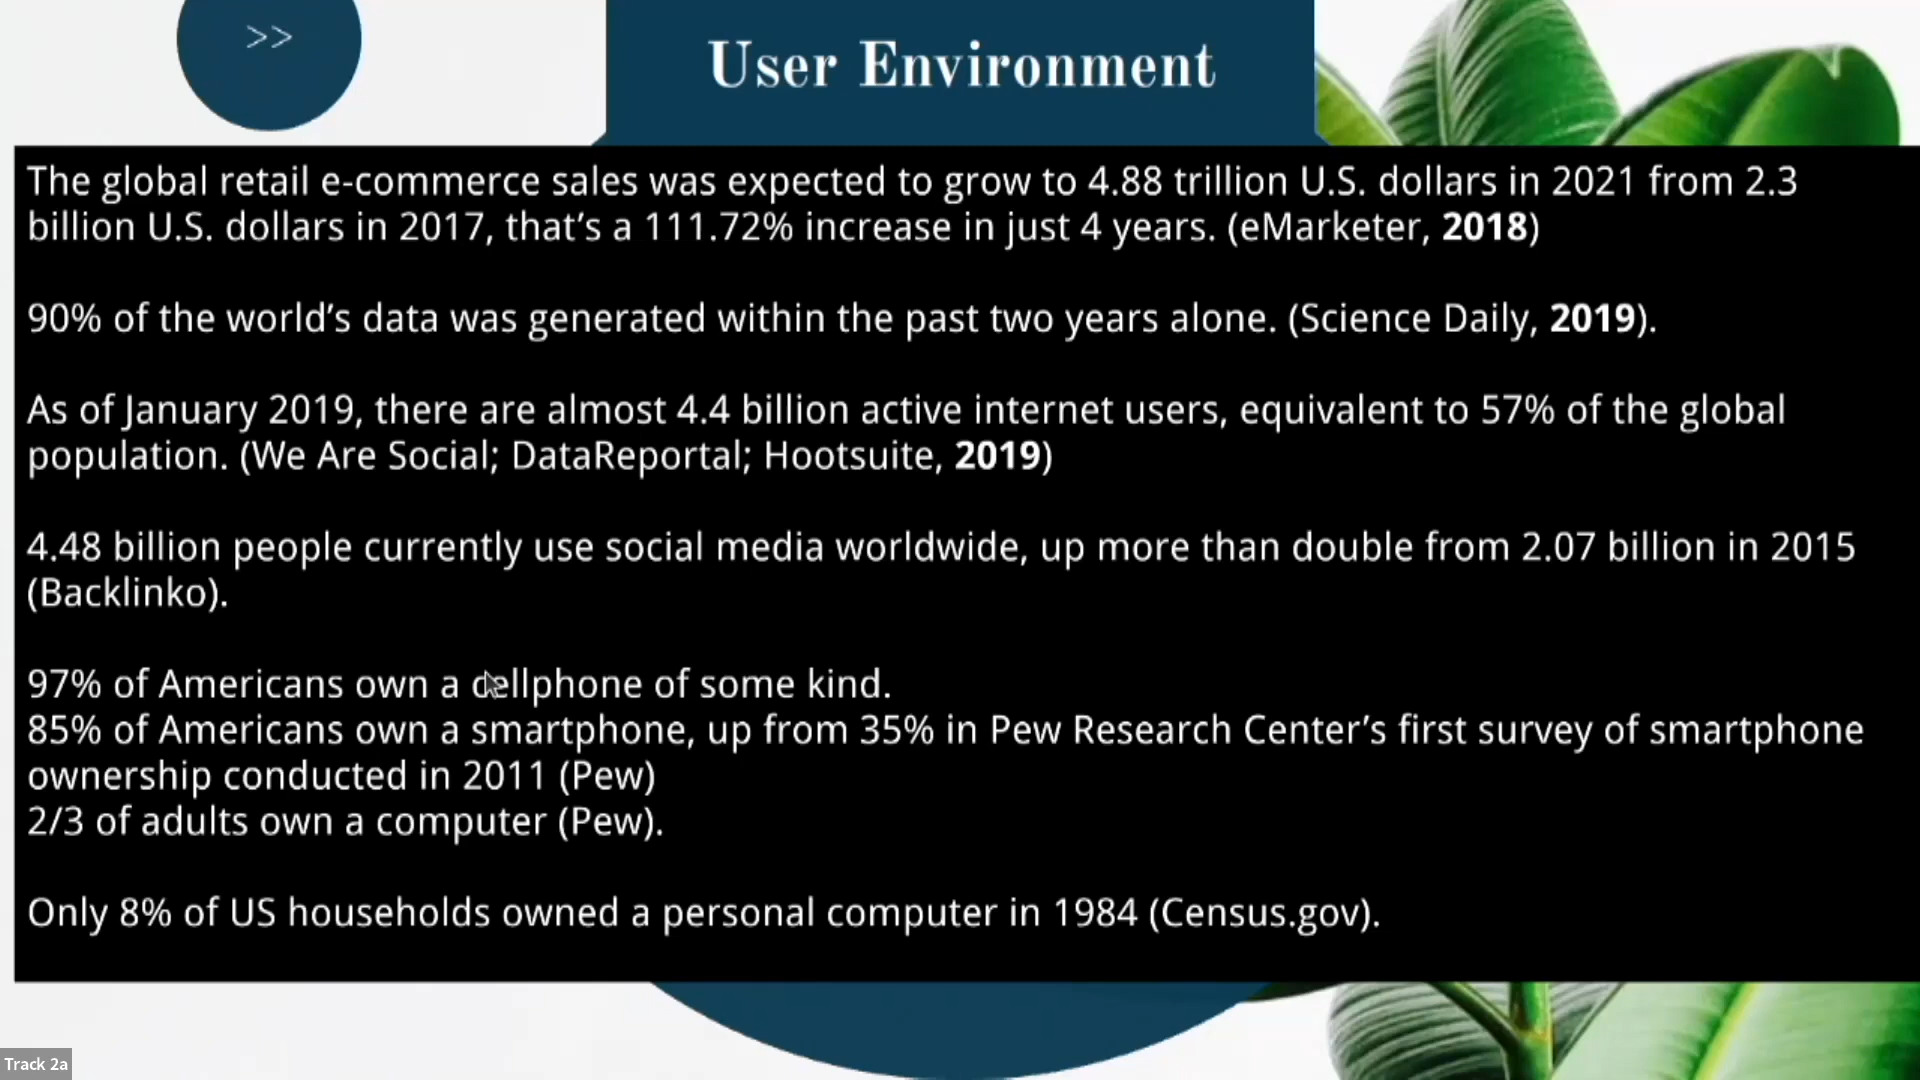 >>
User Environment
The global retail e-commerce sales was expected to grow to 4.88 trillion U.S. dollars in 2021 from 2.3
billion U.S. dollars in 2017, that’s a 111.72% increase in just 4 years. (eMarketer, 2018)
90% of the world’s data was generated within the past two years alone. (Science Daily, 2019).
As of January 2019, there are almost 4.4 billion active internet users, equivalent to 57% of the global
population. (We Are Social; DataReportal; Hootsuite, 2019)
4.48 billion people currently use social media worldwide, up more than double from 2.07 billion in 2015
(Backlinko).
97% of Americans own a cellphone of some kind.
85% of Americans own a smartphone, up from 35% in Pew Research Center’s first survey of smartphone
ownership conducted in 2011 (Pew)
2/3 of adults own a computer (Pew).
Only 8% of US households owned a personal computer in 1984 (Census.gov).
Track 2a